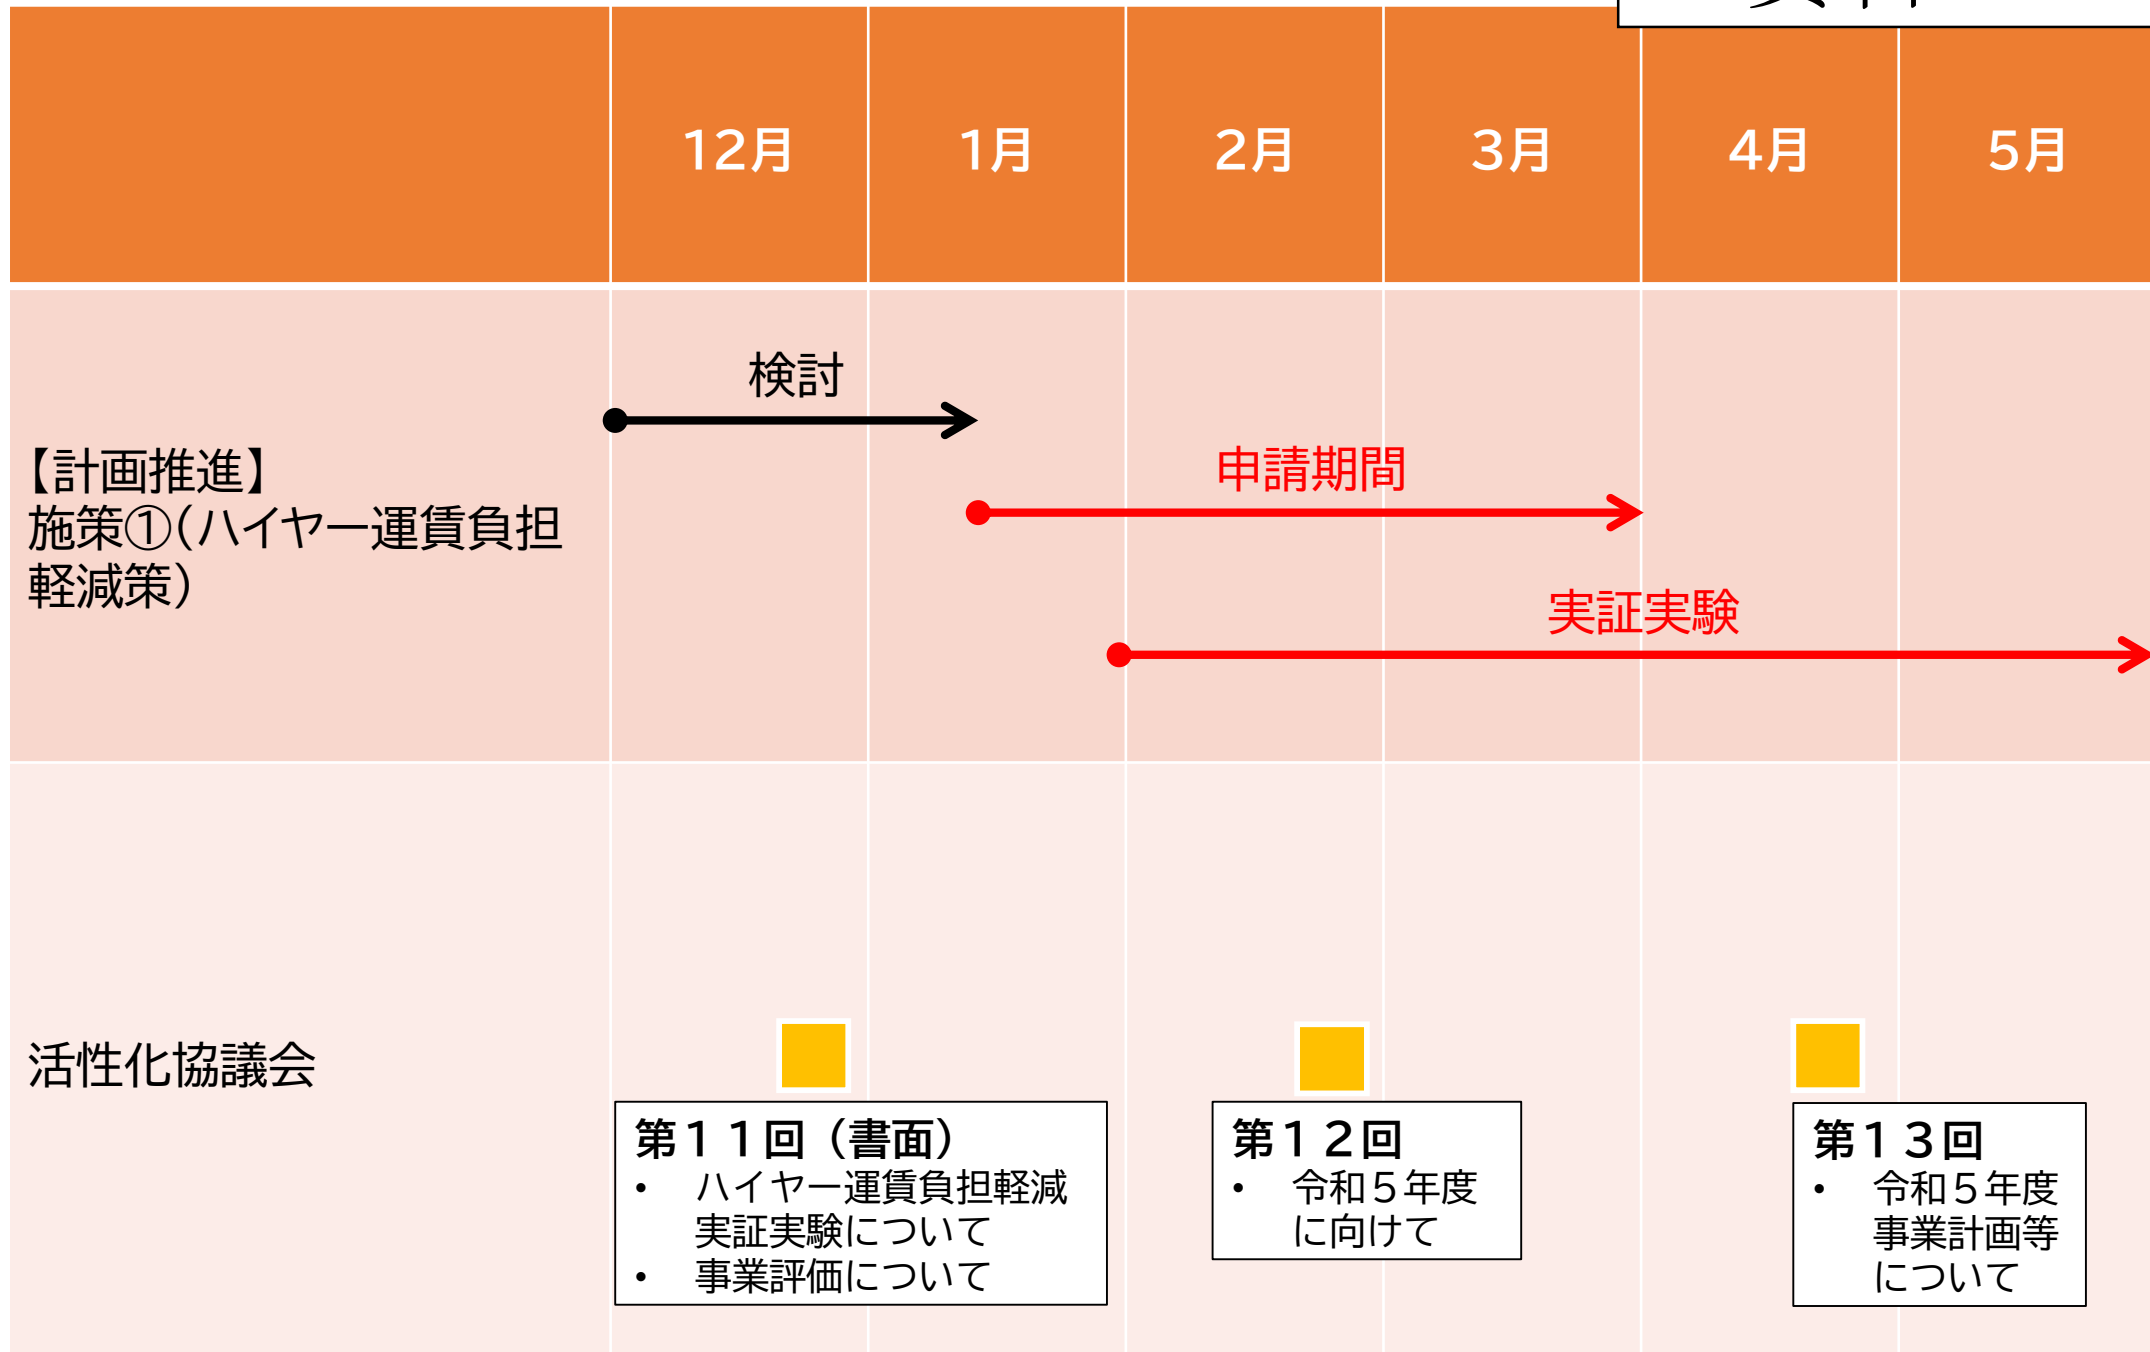 12月 1月 2月 3月 4月 5月
検討
申請期間
【計画推進】
施策①(ハイヤー運賃負担
軽減策)
実証実験
活性化協議会
第11回(書面)
• ハイヤー運賃負担軽減
実証実験について
• 事業評価について
第12回
• 令和5年度
に向けて
第13回
• 令和5年度
事業計画等
について